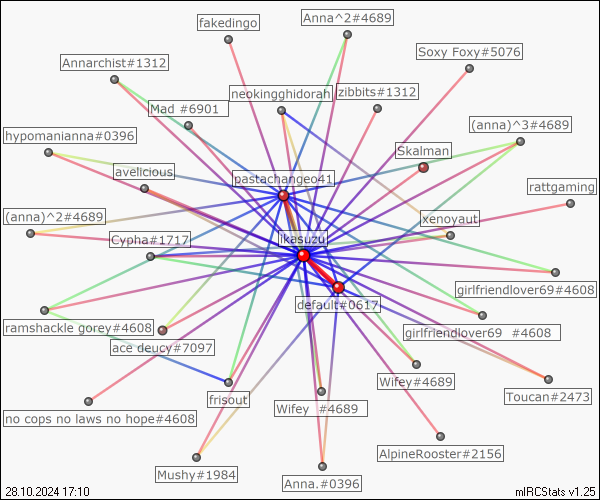 fakedingo
Anna^2#4689
Soxy Foxy#5076
Annarchist#1312
neokingghidorah
zibbits#1312
Mad #6901
(anna)^3#4689
hypomanianna#0396
Skalman
avelicious
pastachangeo41
rattgaming
(anna)^2#4689
xenoyaut
Cypha#1717
ikesuzu
girlfriendlover69#4608
default#0617
ramshackle gorey#4608
girlfriendlover69 #4608
ace deucy#7097
Wifey#4689
Toucan#2473
frisout
Wifey #4689
no cops no laws no hope#4608
AlpineRooster#2156
Mushy#1984
Anna.#0396
28.10.2024 17:10
mIRCStats v1.25